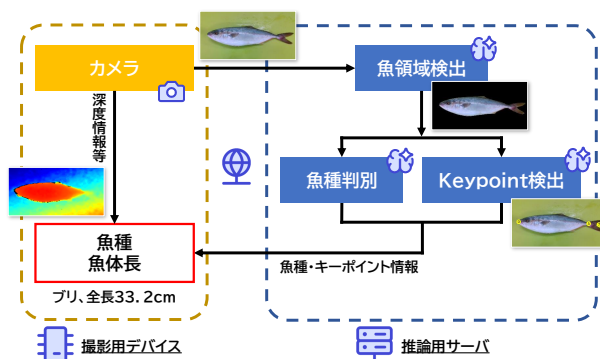 カメラ
魚領域検出
深度情報等
魚種判別
Keypoint検出
魚種
魚体長
魚種・キーポイント情報
ブリ、全長33.2cm
撮影用デバイス
推論用サーバ